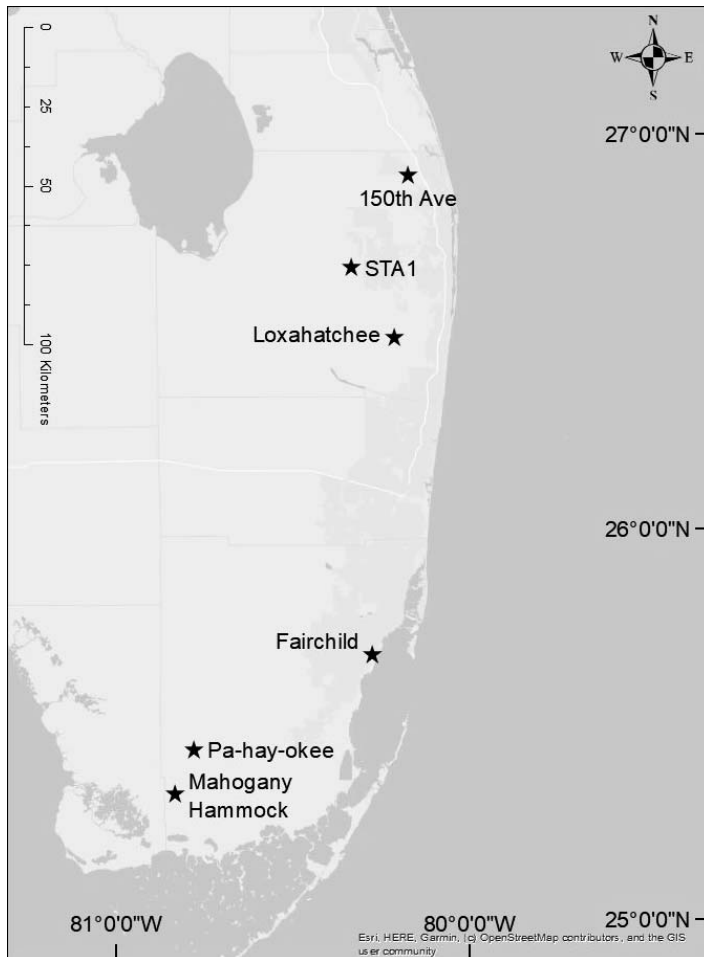 N
W E
S
0
25
50
100 Kilometers
27°0'0"N
150th Ave
STA1
Loxahatchee
26°0'0"N
Fairchild
Pa-hay-okee
Mahogany
Hammock
81°0'0"W
80°0'0"W
25°0'0"N
Esri, HERE, Garmin, (c) OpenStreetMap contributors, and the GIS
user community